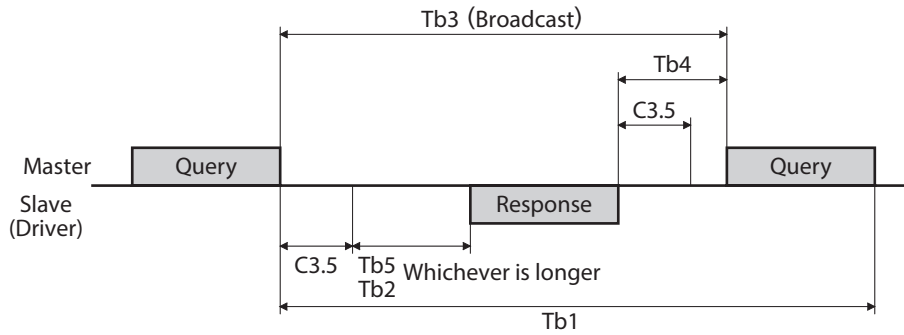 Tb3 (Broadcast)
Tb4
C3.5
Master
Query
Query
Slave
(Driver)
Response
C3.5
Tb5
Tb2
Whichever is longer
Tb1